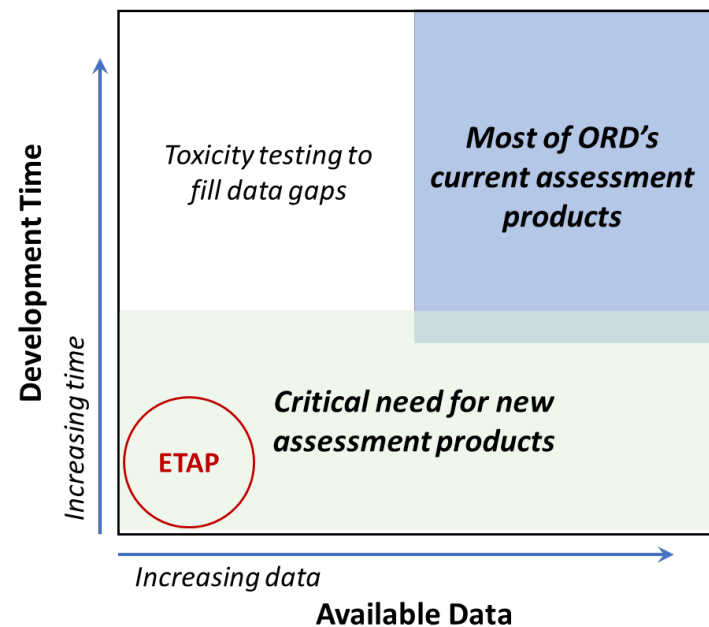 Development Time
Increasing time
Toxicity testing to
fill data gaps
Most of ORD's
current assessment
products
Critical need for new
assessment products
ETAP
Increasing data
Available Data